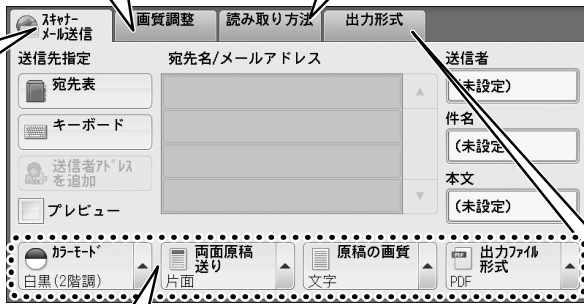 スキャナー
メール送信
画質調整
読み取り方法
出力形式
送信先指定
宛先名/メールアドレス
送信者
宛先表
(未設定)
キーボード
件名
(未設定)
送信者アドレス
を追加
本文
プレビュー
(未設定)
カラーモード
白黒(2階調)
両面原稿
送り
片面
原稿の画質
文字
出力ファイル
形式
PDF